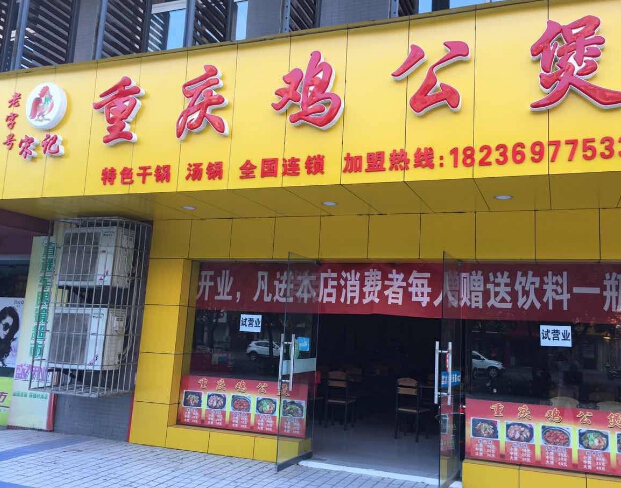 老字号
宋记
重庆鸡公煲
特色干锅 汤锅 全国连锁 加盟热线:18236977533
开业，凡进本店消费者每人赠送饮料一瓶
试营业
试营业
重庆鸡公煲
重庆鸡公煲